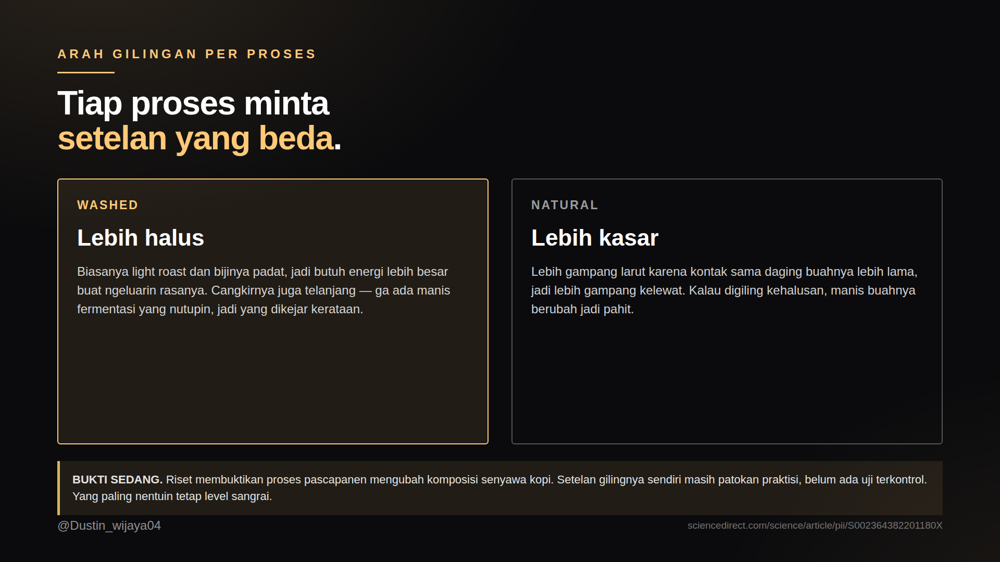 ARAH GILINGAN PER PROSES
Tiap proses minta
setelan yang beda.
WASHED
Lebih halus
Biasanya light roast dan bijinya padat, jadi butuh energi lebih besar
buat ngeluarin rasanya. Cangkirnya juga telanjang — ga ada manis
fermentasi yang nutupin, jadi yang dikejar kerataan.
NATURAL
Lebih kasar
Lebih gampang larut karena kontak sama daging buahnya lebih lama,
jadi lebih gampang kelewat. Kalau digiling kehalusan, manis buahnya
berubah jadi pahit.
BUKTI SEDANG. Riset membuktikan proses pascapanen mengubah komposisi senyawa kopi. Setelan gilingnya sendiri masih patokan praktisi, belum ada uji terkontrol.
Yang paling nentuin tetap level sangrai.
@Dustin_wijaya04
sciencedirect.com/science/article/pii/S002364382201180X